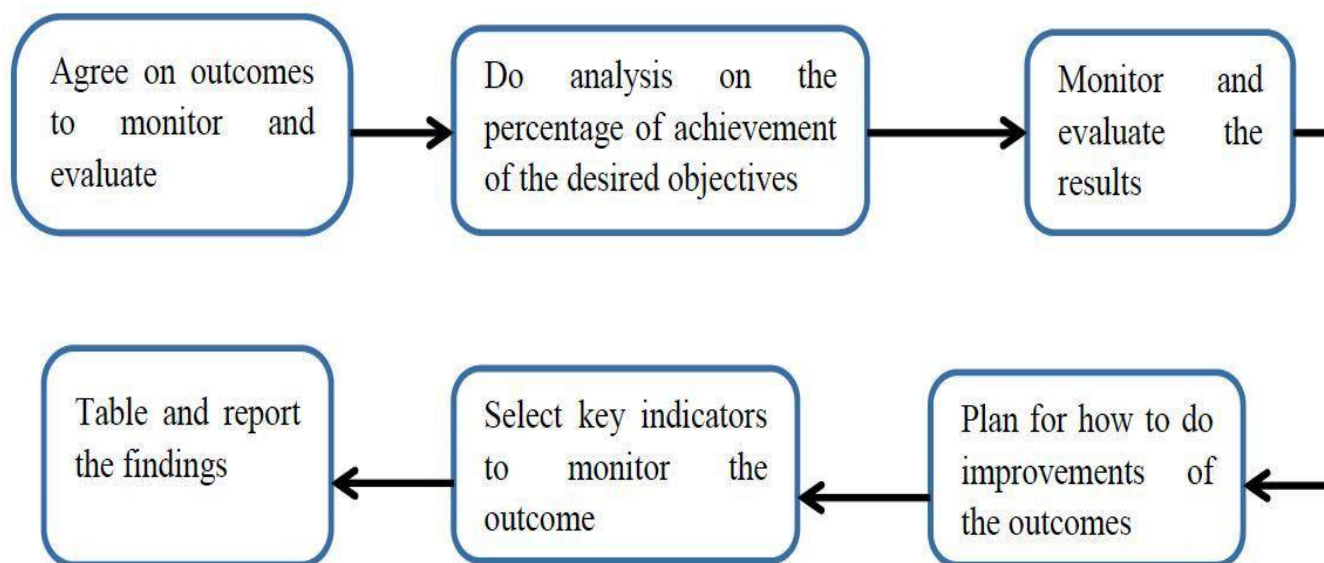 Agree on outcomes
to monitor and
evaluate
Do analysis on the
percentage of achievement
of the desired objectives
Monitor and
evaluate the
results
Plan for how to do
improvements of
the outcomes
Select key indicators
to monitor the
outcome
Table and report
the findings